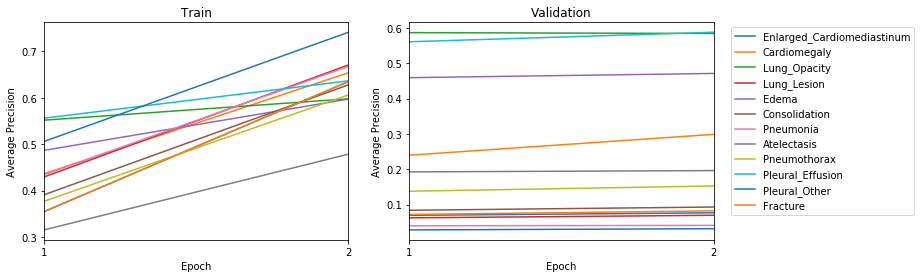 Train
Average Precision
0.7
0.6
0.5
0.4
0.3
1
2
Epoch
Validation
Average Precision
0.6
0.5
0.4
0.3
0.2
0.1
1
2
Epoch
Enlarged_Cardiomediastinum
Cardiomegaly
Lung_Opacity
Lung_Lesion
Edema
Consolidation
Pneumonia
Atelectasis
Pneumothorax
Pleural_Effusion
Pleural_Other
Fracture